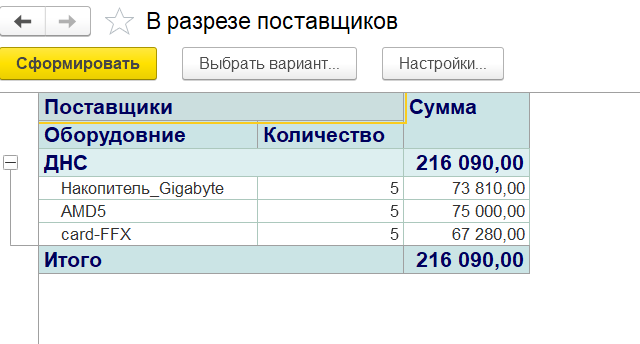 В разрезе поставщиков
Сформировать Выбрать вариант... Настройки...
Поставщики Сумма
Оборудовние Количество
ДНС 216 090,00
Накопитель_Gigabyte 5 73 810,00
AMD5 5 75 000,00
card-FFX 5 67 280,00
Итого 216 090,00